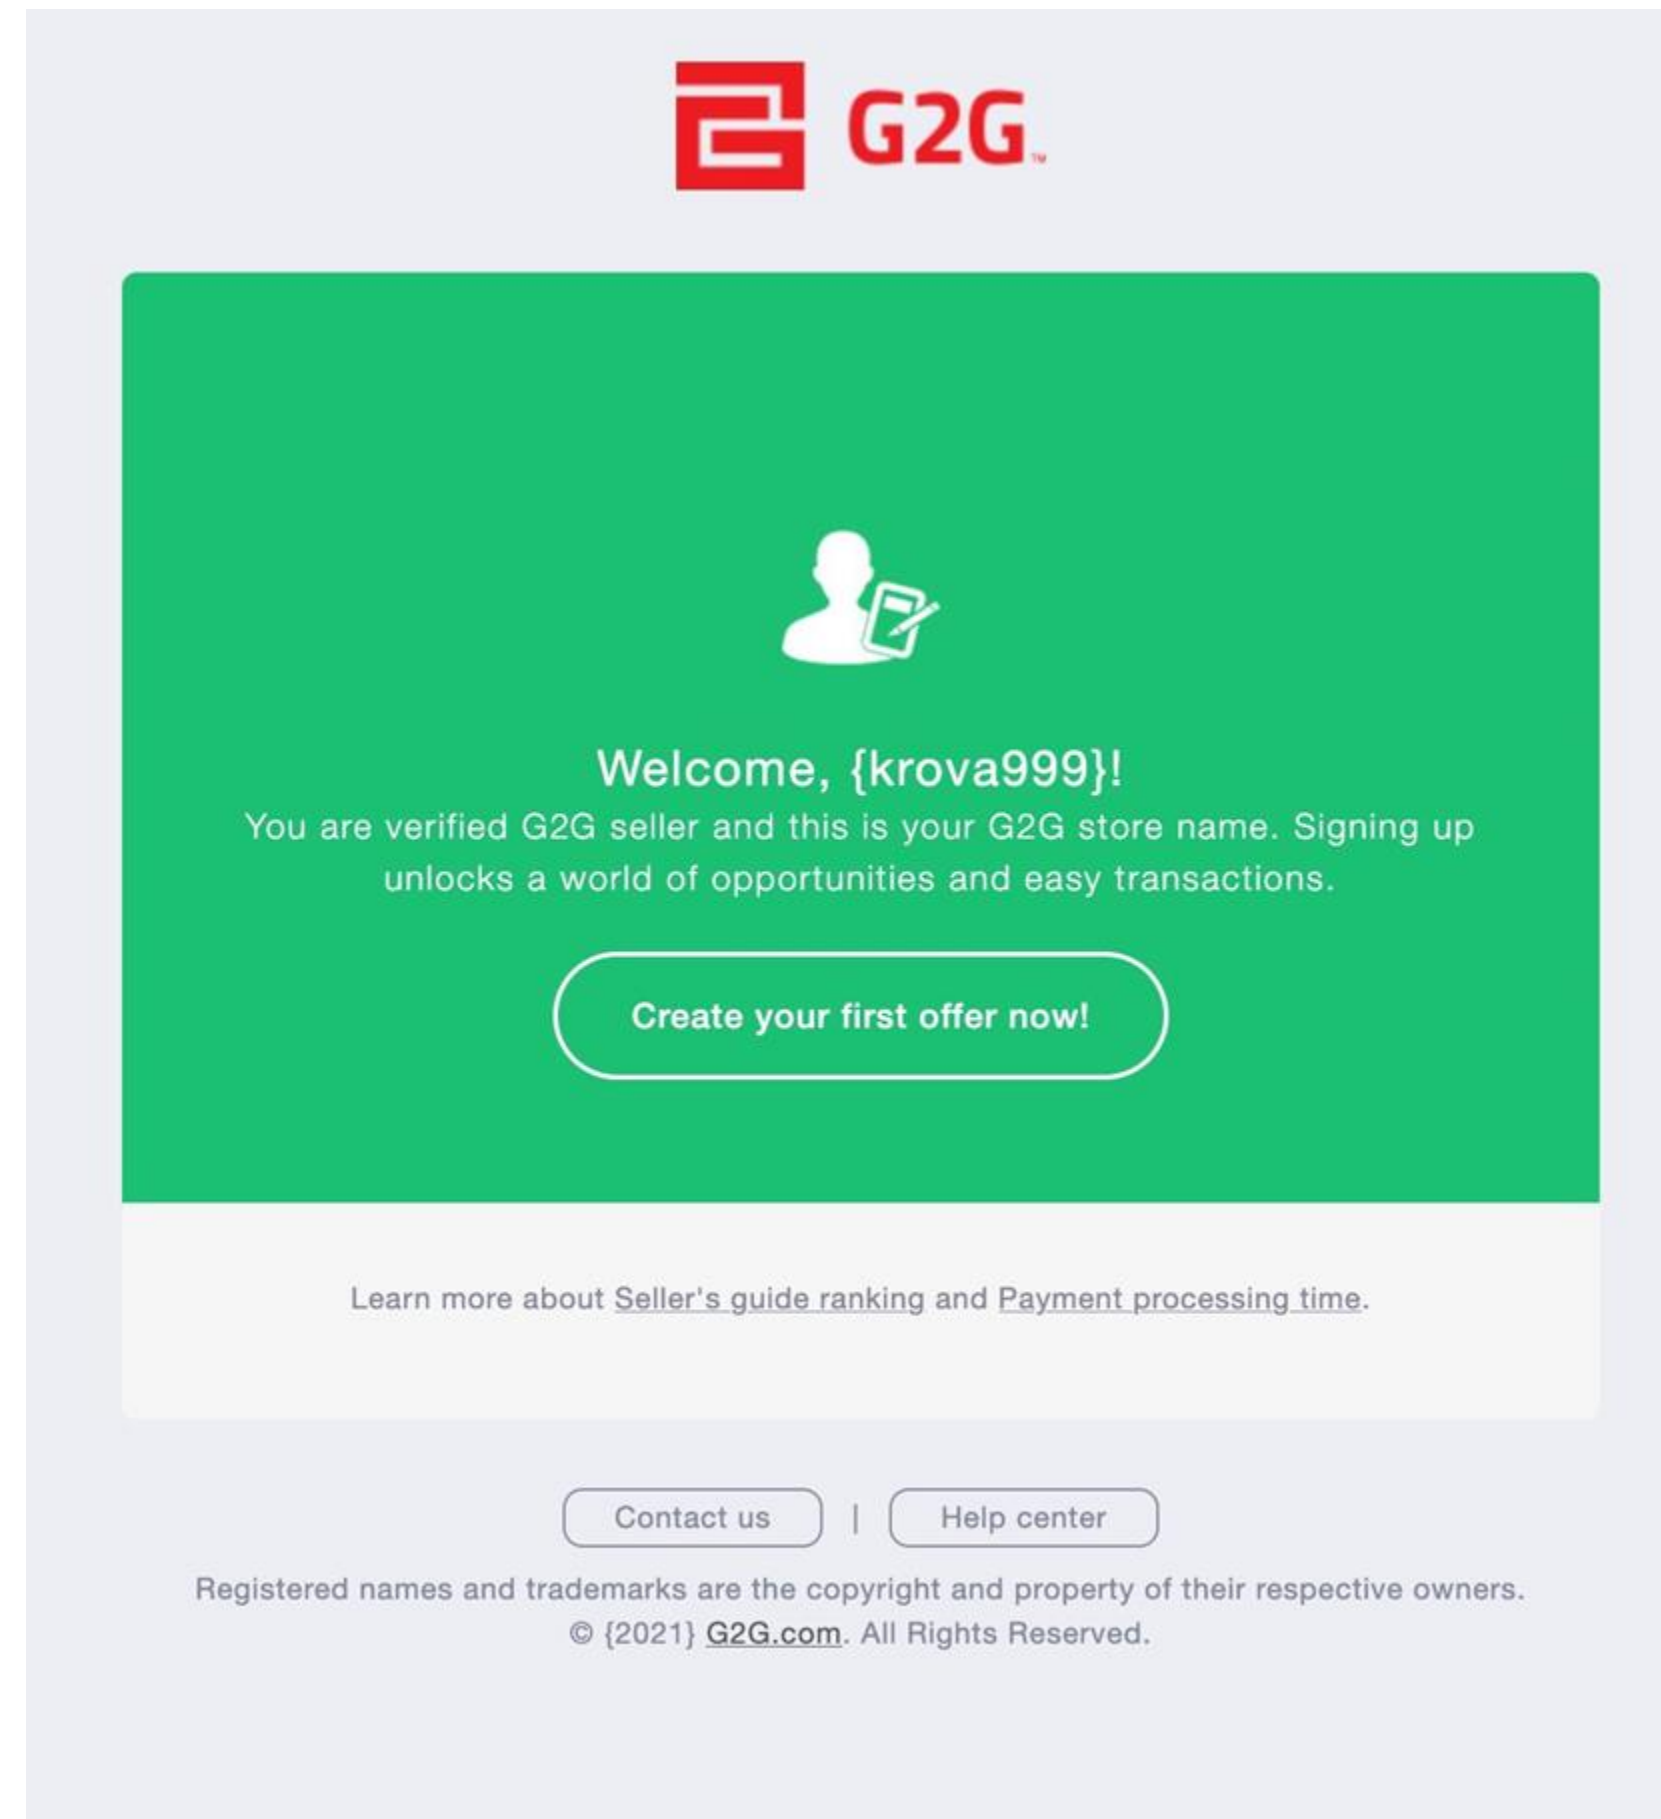 G2G™
Welcome, {krova999}!
You are verified G2G seller and this is your G2G store name. Signing up
unlocks a world of opportunities and easy transactions.
Create your first offer now!
Learn more about Seller's guide ranking and Payment processing time.
Contact us | Help center
Registered names and trademarks are the copyright and property of their respective owners.
© {2021} G2G.com. All Rights Reserved.